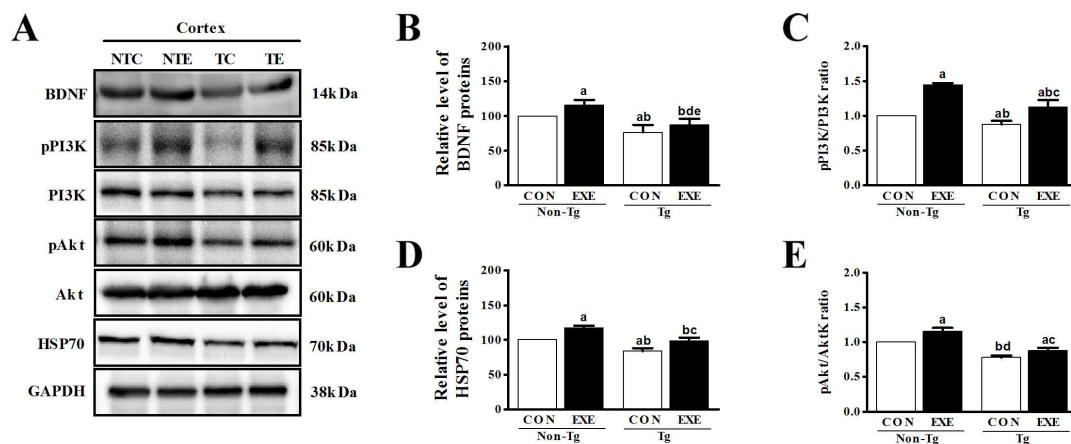 A
Cortex
NTC NTE TC TE
BDNF 14kDa
pPI3K 85kDa
PI3K 85kDa
pAkt 60kDa
Akt 60kDa
HSP70 70kDa
GAPDH 38kDa
B
Relative level of
BDNF proteins
200
150
100
50
0
a
ab
bde
CON EXE CON EXE
Non-Tg Tg
C
pPI3K/PI3K ratio
2.0
1.5
1.0
0.5
0.0
a
ab
abc
CON EXE CON EXE
Non-Tg Tg
D
Relative level of
HSP70 proteins
200
150
100
50
0
a
ab
bc
CON EXE CON EXE
Non-Tg Tg
E
pAkt/AktK ratio
2.0
1.5
1.0
0.5
0.0
a
bd
ac
CON EXE CON EXE
Non-Tg Tg